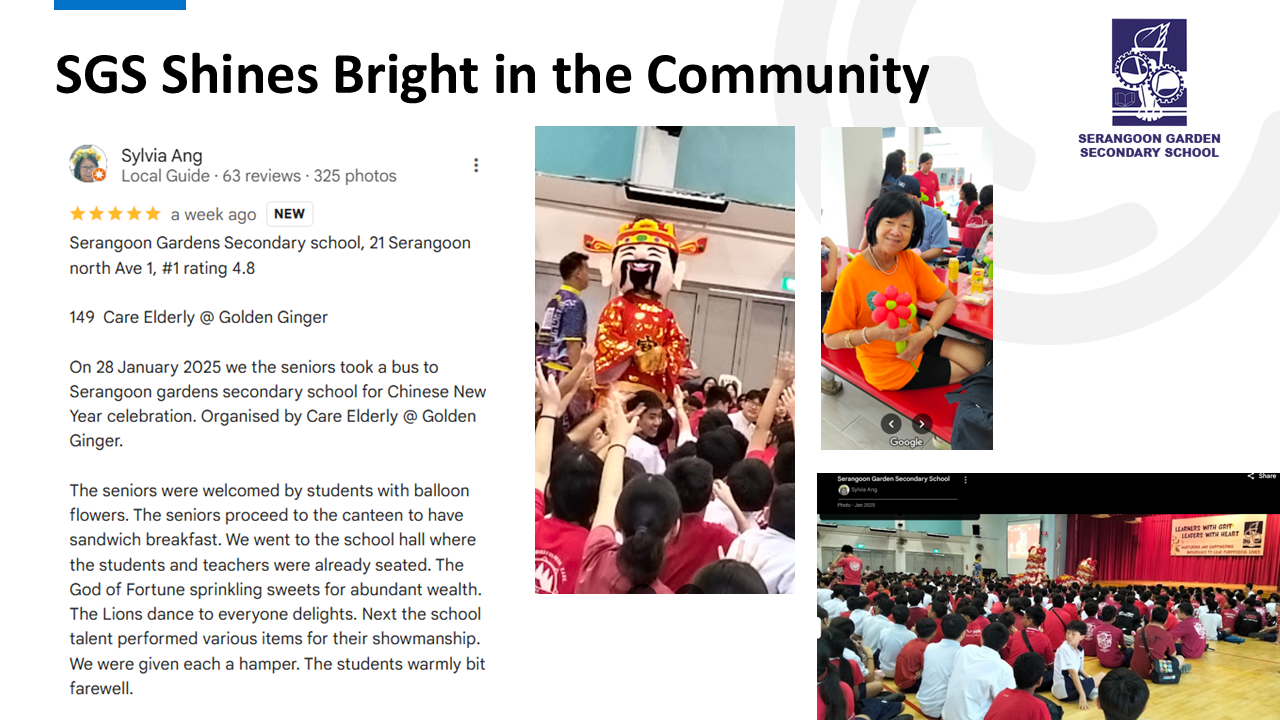 SGS Shines Bright in the Community
SERANGOON GARDEN
SECONDARY SCHOOL
Sylvia Ang
Local Guide · 63 reviews · 325 photos
a week ago NEW
Serangoon Gardens Secondary school, 21 Serangoon
north Ave 1, #1 rating 4.8
149 Care Elderly @ Golden Ginger
On 28 January 2025 we the seniors took a bus to
Serangoon gardens secondary school for Chinese New
Year celebration. Organised by Care Elderly @ Golden
Ginger.
The seniors were welcomed by students with balloon
flowers. The seniors proceed to the canteen to have
sandwich breakfast. We went to the school hall where
the students and teachers were already seated. The
God of Fortune sprinkling sweets for abundant wealth.
The Lions dance to everyone delights. Next the school
talent performed various items for their showmanship.
We were given each a hamper. The students warmly bit
farewell.
Google
Serangoon Garden Secondary School
Share
Sylvia Ang
Photo - Jan 2025
LEARNERS WITH GRIT
LEADERS WITH HEART